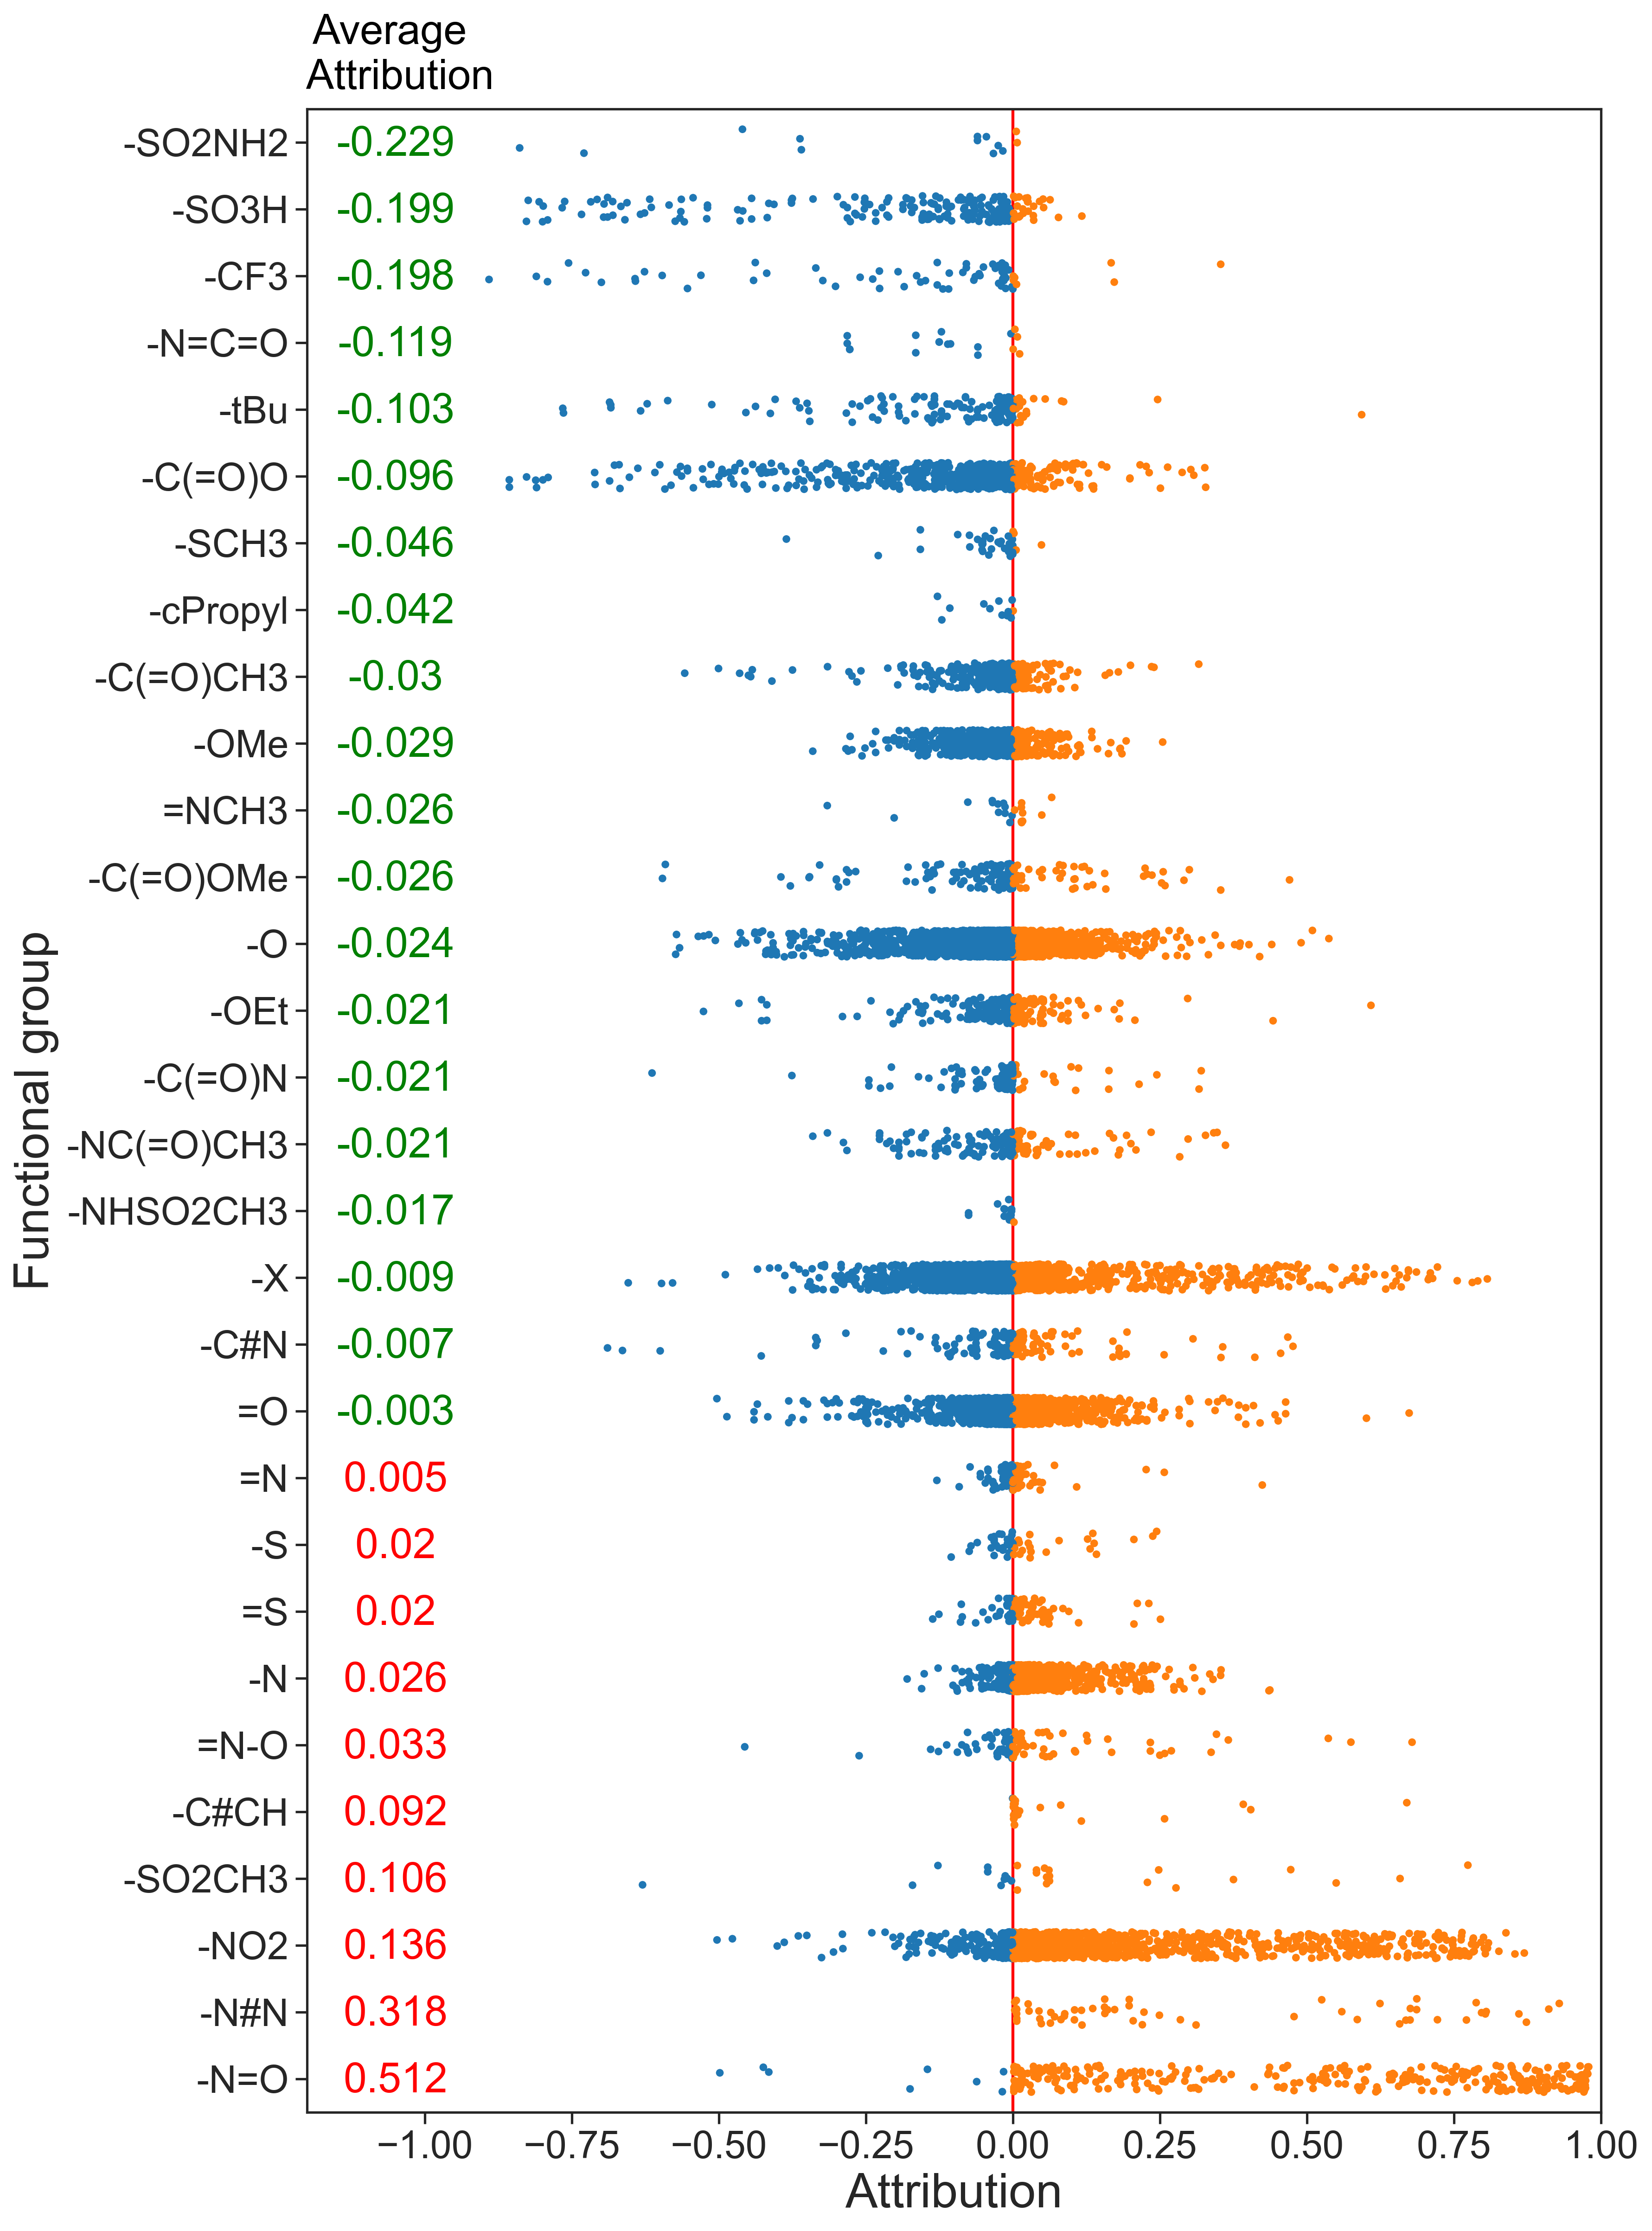 Average
Attribution
-SO2NH2 -0.229
-SO3H -0.199
-CF3 -0.198
-N=C=O -0.119
-tBu -0.103
-C(=O)O -0.096
-SCH3 -0.046
-cPropyl -0.042
-C(=O)CH3 -0.03
-OMe -0.029
=NCH3 -0.026
-C(=O)OMe -0.026
-O -0.024
-OEt -0.021
-C(=O)N -0.021
-NC(=O)CH3 -0.021
-NHSO2CH3 -0.017
-X -0.009
-C#N -0.007
=O -0.003
=N 0.005
-S 0.02
=S 0.02
-N 0.026
=N-O 0.033
-C#CH 0.092
-SO2CH3 0.106
-NO2 0.136
-N#N 0.318
-N=O 0.512
Functional group
−1.00 −0.75 −0.50 −0.25 0.00 0.25 0.50 0.75 1.00
Attribution